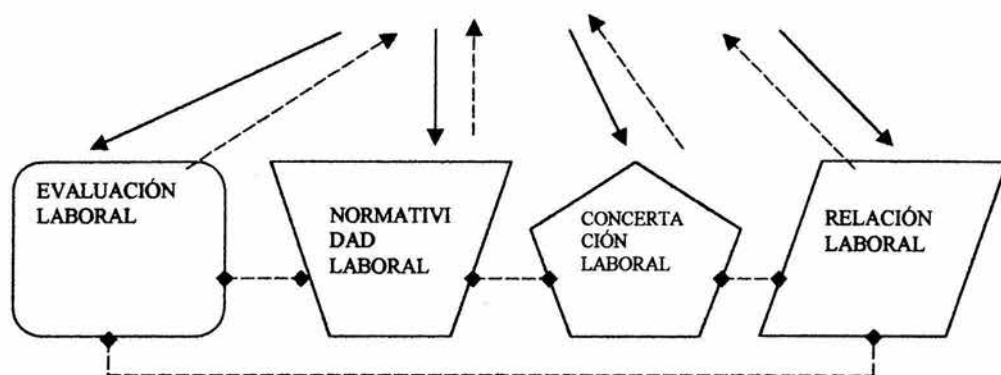 EVALUACIÓN
LABORAL
NORMATIVI
DAD
LABORAL
CONCERTA
CIÓN
LABORAL
RELACIÓN
LABORAL